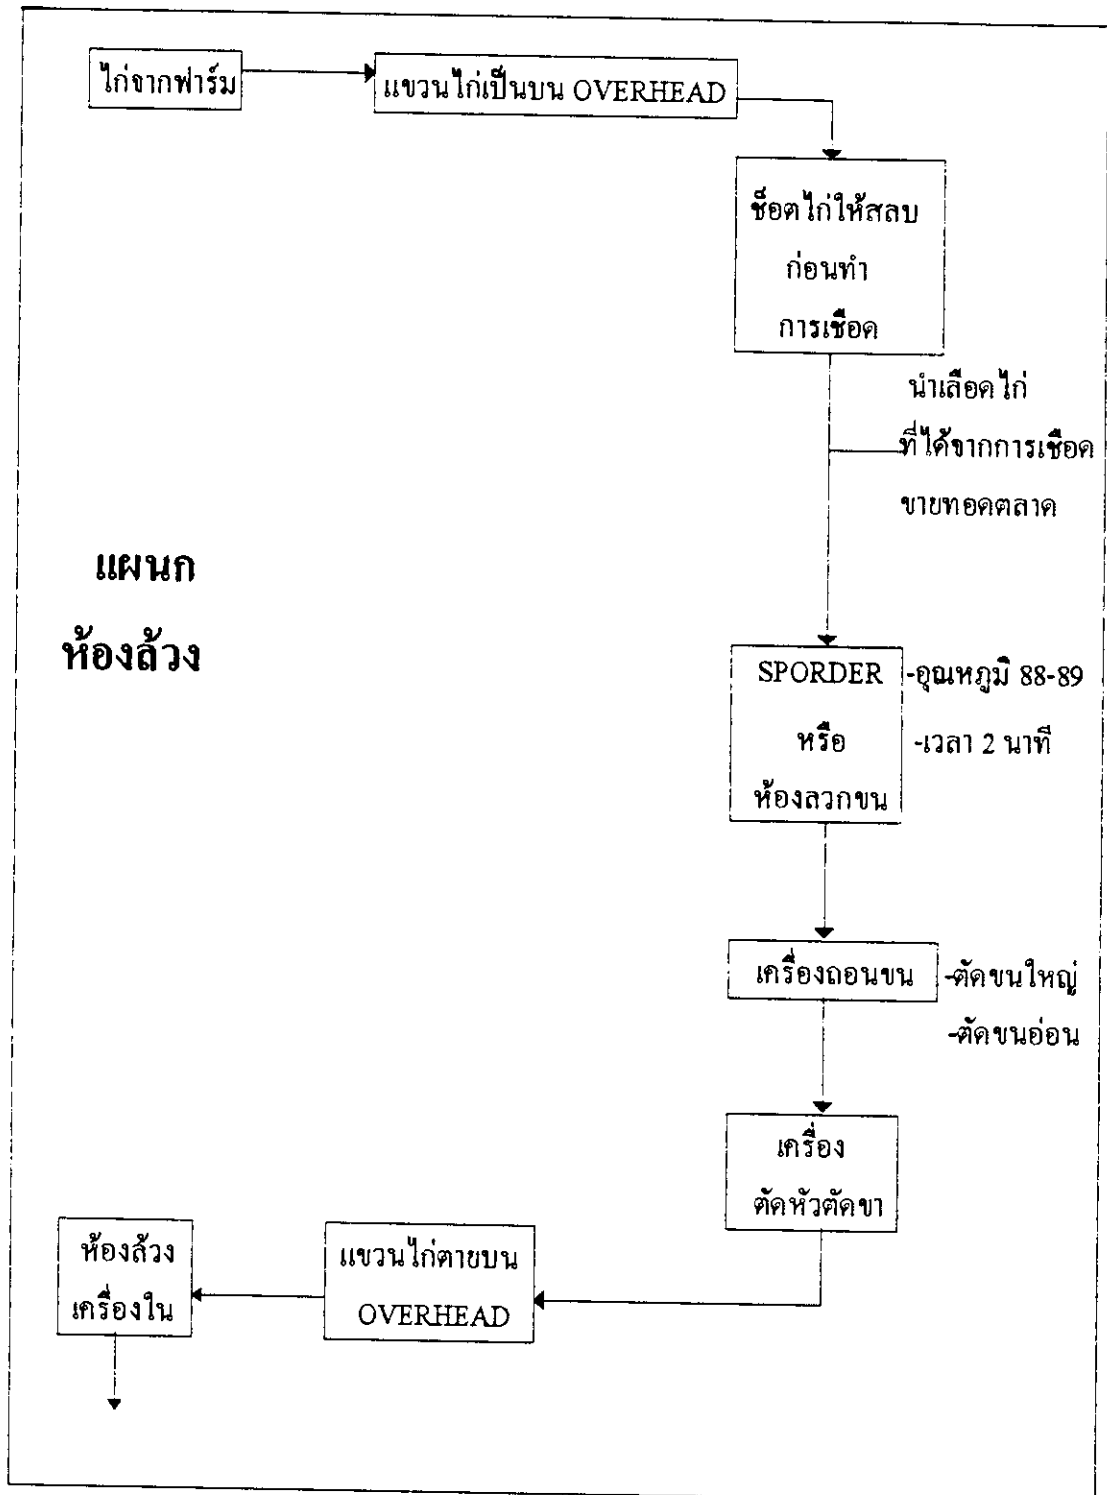 ไก่จากฟาร์ม
แขวนไก่เป็นบน OVERHEAD
ช็อตไก่ให้สลบ
ก่อนทำ
การเชือด
นำเลือดไก่
ที่ได้จากการเชือด
ขายทอดตลาด
แผนก
ห้องล้วง
SPORDER
หรือ
ห้องลวกขน
-อุณหภูมิ 88-89
-เวลา 2 นาที
เครื่องถอนขน
-ตัดขนใหญ่
-ตัดขนอ่อน
เครื่อง
ตัดหัวตัดขา
แขวนไก่ตายบน
OVERHEAD
ห้องล้วง
เครื่องใน